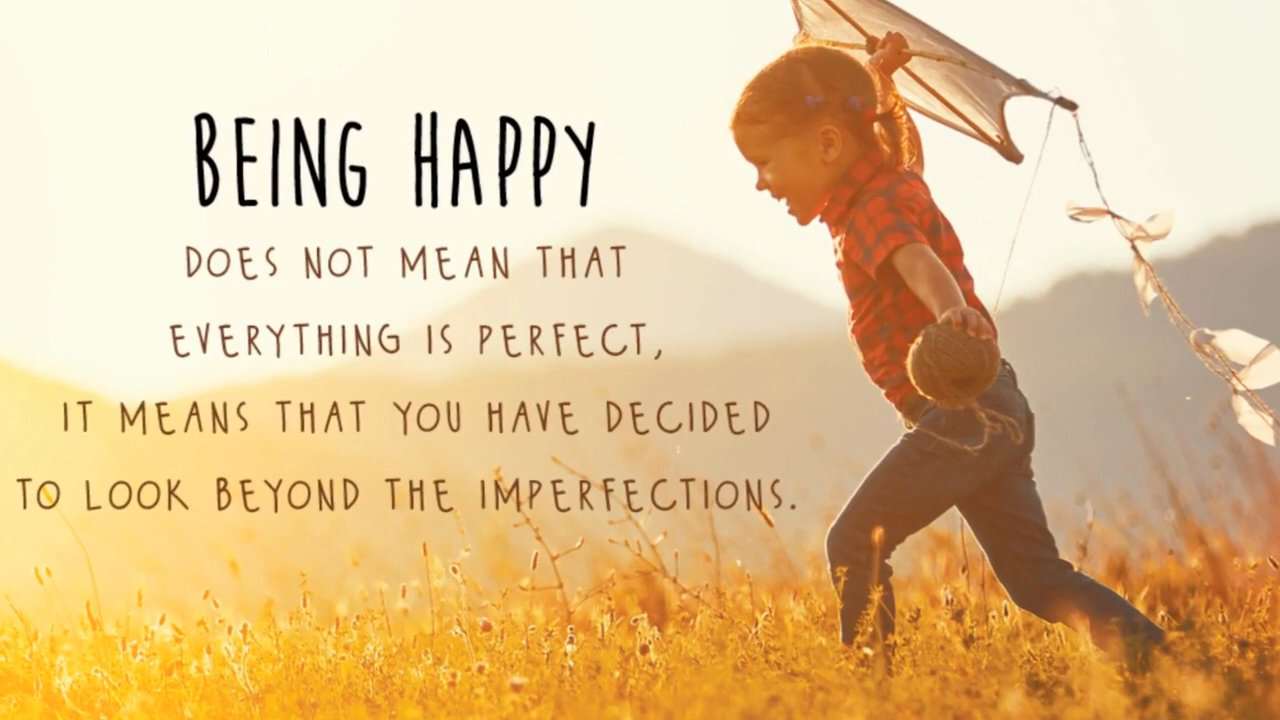 BEING HAPPY
DOES NOT MEAN THAT
EVERYTHING IS PERFECT,
IT MEANS THAT YOU HAVE DECIDED
TO LOOK BEYOND THE IMPERFECTIONS.